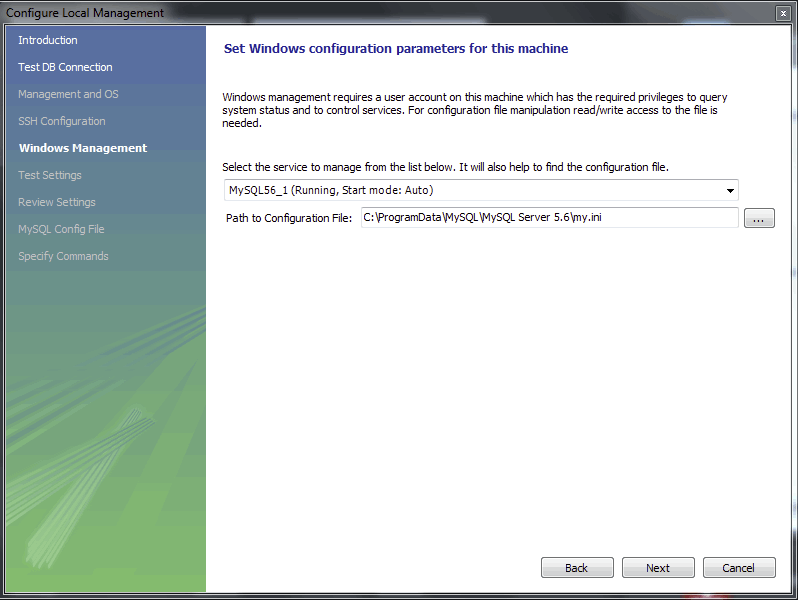 Configure Local Management
x
Introduction
Test DB Connection
Management and OS
SSH Configuration
Windows Management
Test Settings
Review Settings
MySQL Config File
Specify Commands
Set Windows configuration parameters for this machine
Windows management requires a user account on this machine which has the required privileges to query
system status and to control services. For configuration file manipulation read/write access to the file is
needed.
Select the service to manage from the list below. It will also help to find the configuration file.
MySQL56_1 (Running, Start mode: Auto)
Path to Configuration File: C:\ProgramData\MySQL\MySQL Server 5.6\my.ini ...
Back Next Cancel